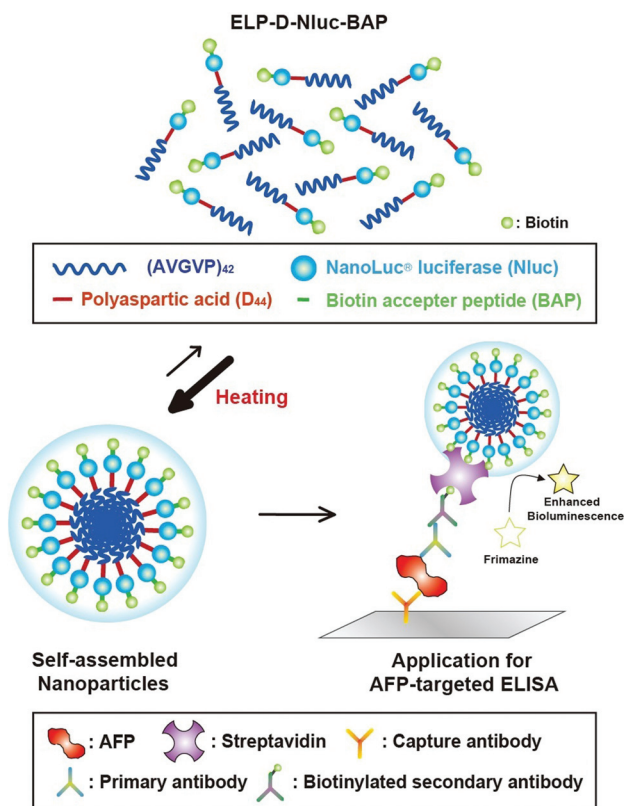 ELP-D-Nluc-BAP
: Biotin
(AVGVP)42
NanoLuc® luciferase (Nluc)
Polyaspartic acid (D44)
Biotin accepter peptide (BAP)
Heating
Enhanced
Bioluminescence
Frimazine
Self-assembled
Nanoparticles
Application for
AFP-targeted ELISA
: AFP
: Streptavidin
: Capture antibody
: Primary antibody
: Biotinylated secondary antibody